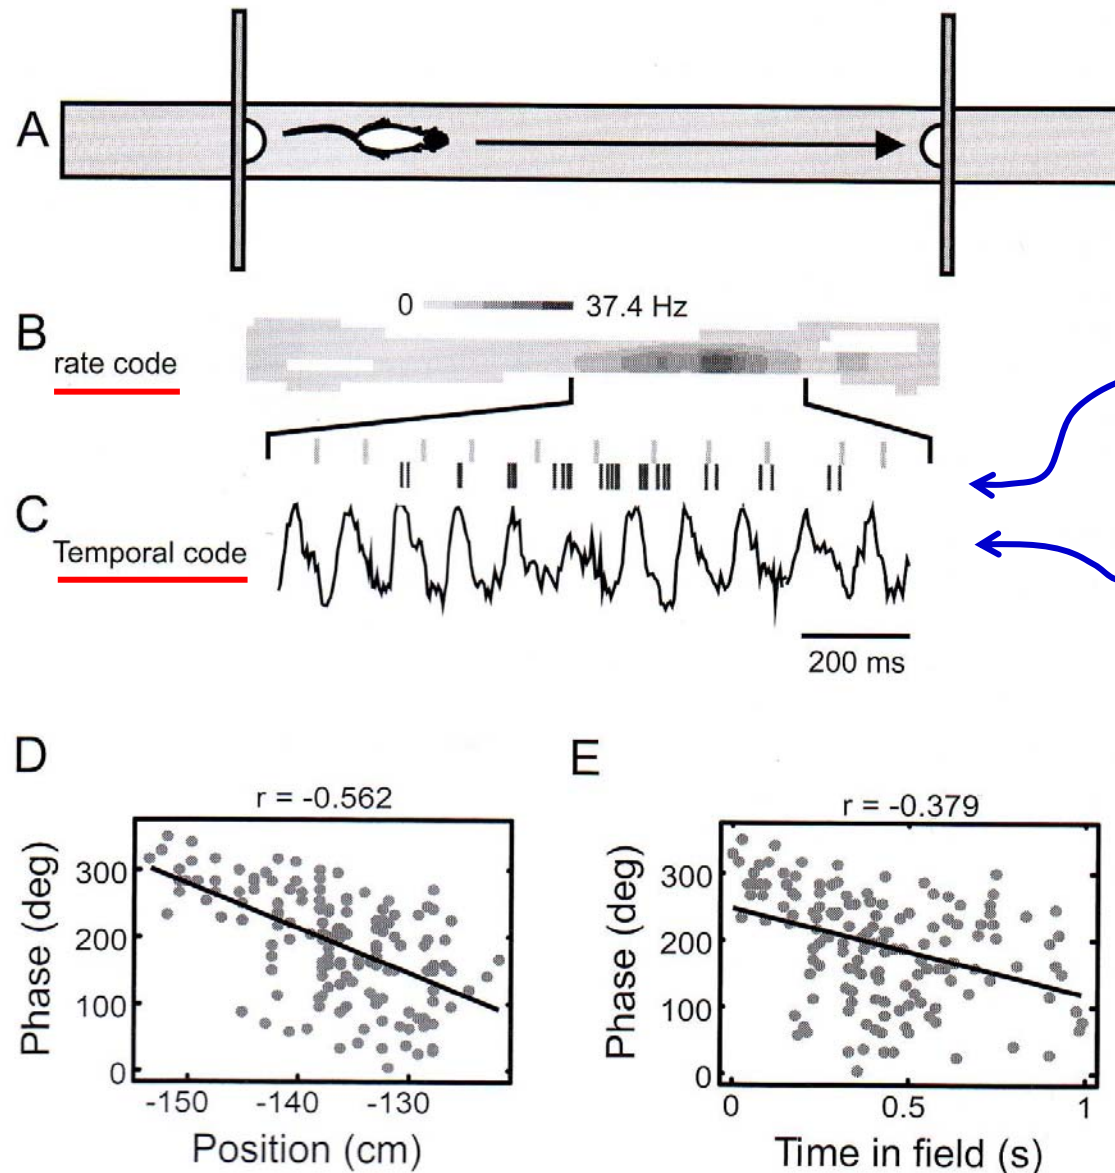 A
B
0 37.4 Hz
rate code
C
Temporal code
200 ms
D
r = -0.562
Phase (deg)
300
200
100
0
-150 -140 -130
Position (cm)
E
r = -0.379
Phase (deg)
300
200
100
0
0 0.5 1
Time in field (s)